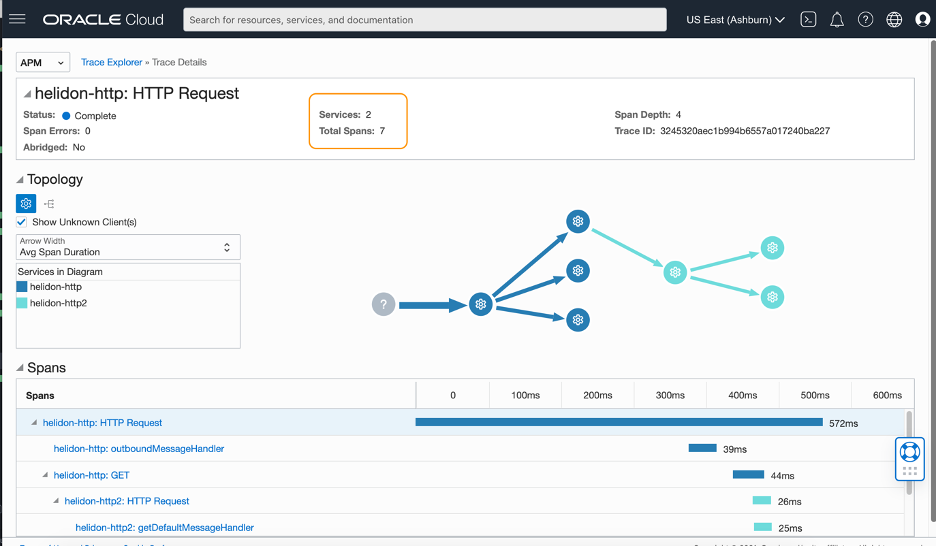 ORACLE Cloud
Search for resources, services, and documentation
US East (Ashburn)
APM
Trace Explorer » Trace Details
helidon-http: HTTP Request
Status: Complete
Span Errors: 0
Abridged: No
Services: 2
Total Spans: 7
Span Depth: 4
Trace ID: 3245320aec1b994b6557a017240ba227
Topology
Show Unknown Client(s)
Arrow Width
Avg Span Duration
Services in Diagram
helidon-http
helidon-http2
?
Spans
Spans 0 100ms 200ms 300ms 400ms 500ms 600ms
helidon-http: HTTP Request 572ms
helidon-http: outboundMessageHandler 39ms
helidon-http: GET 44ms
helidon-http2: HTTP Request 26ms
helidon-http2: getDefaultMessageHandler 25ms